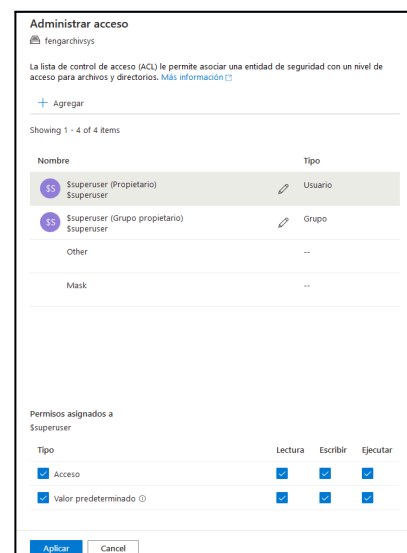 Administrar acceso
fengarchivsys
La lista de control de acceso (ACL) le permite asociar una entidad de seguridad con un nivel de
acceso para archivos y directorios. Más información
+ Agregar
Showing 1 - 4 of 4 items
Nombre Tipo
SS $superuser (Propietario) Usuario
$superuser
SS $superuser (Grupo propietario) Grupo
$superuser
Other --
Mask --
Permisos asignados a
$superuser
Tipo Lectura Escribir Ejecutar
Acceso
Valor predeterminado
Aplicar Cancel